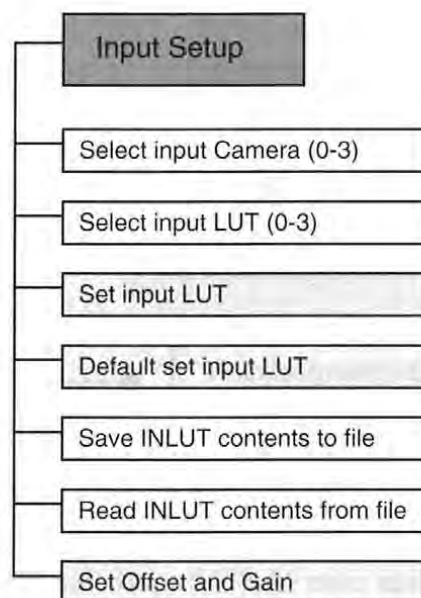 Input Setup
Select input Camera (0-3)
Select input LUT (0-3)
Set input LUT
Default set input LUT
Save INLUT contents to file
Read INLUT contents from file
Set Offset and Gain